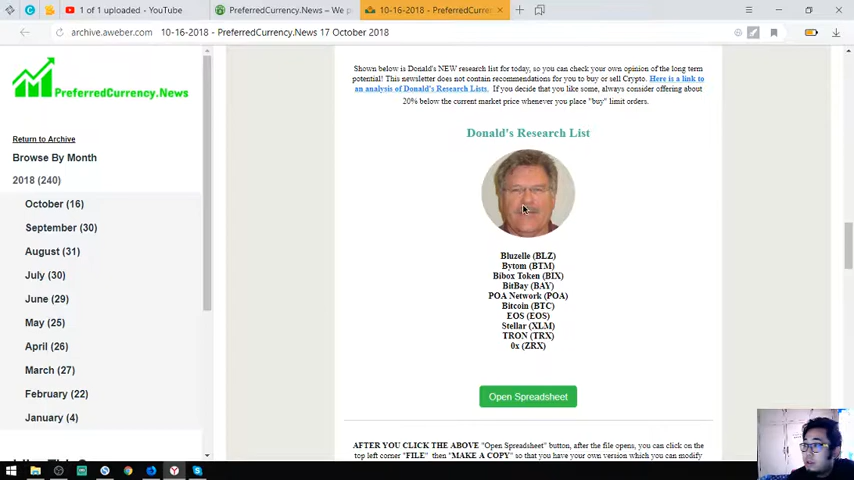 1 of 1 uploaded - YouTube
PreferredCurrency.News – We p
10-16-2018 - PreferredCurre
archive.aweber.com
10-16-2018 - PreferredCurrency.News 17 October 2018
PreferredCurrency.News
Return to Archive
Browse By Month
2018 (240)
October (16)
September (30)
August (31)
July (30)
June (29)
May (25)
April (26)
March (27)
February (22)
January (4)
Shown below is Donald's NEW research list for today, so you can check your own opinion of the long term
potential! This newsletter does not contain recommendations for you to buy or sell Crypto. Here is a link to
an analysis of Donald's Research Lists. If you decide that you like some, always consider offering about
20% below the current market price whenever you place "buy" limit orders.
Donald's Research List
Bluzelle (BLZ)
Bytom (BTM)
Bibox Token (BIX)
BitBay (BAY)
POA Network (POA)
Bitcoin (BTC)
EOS (EOS)
Stellar (XLM)
TRON (TRX)
0x (ZRX)
Open Spreadsheet
AFTER YOU CLICK THE ABOVE "Open Spreadsheet" button, after the file opens, you can click on the
top left corner "FILE" then "MAKE A COPY" so that you have your own version which you can modify